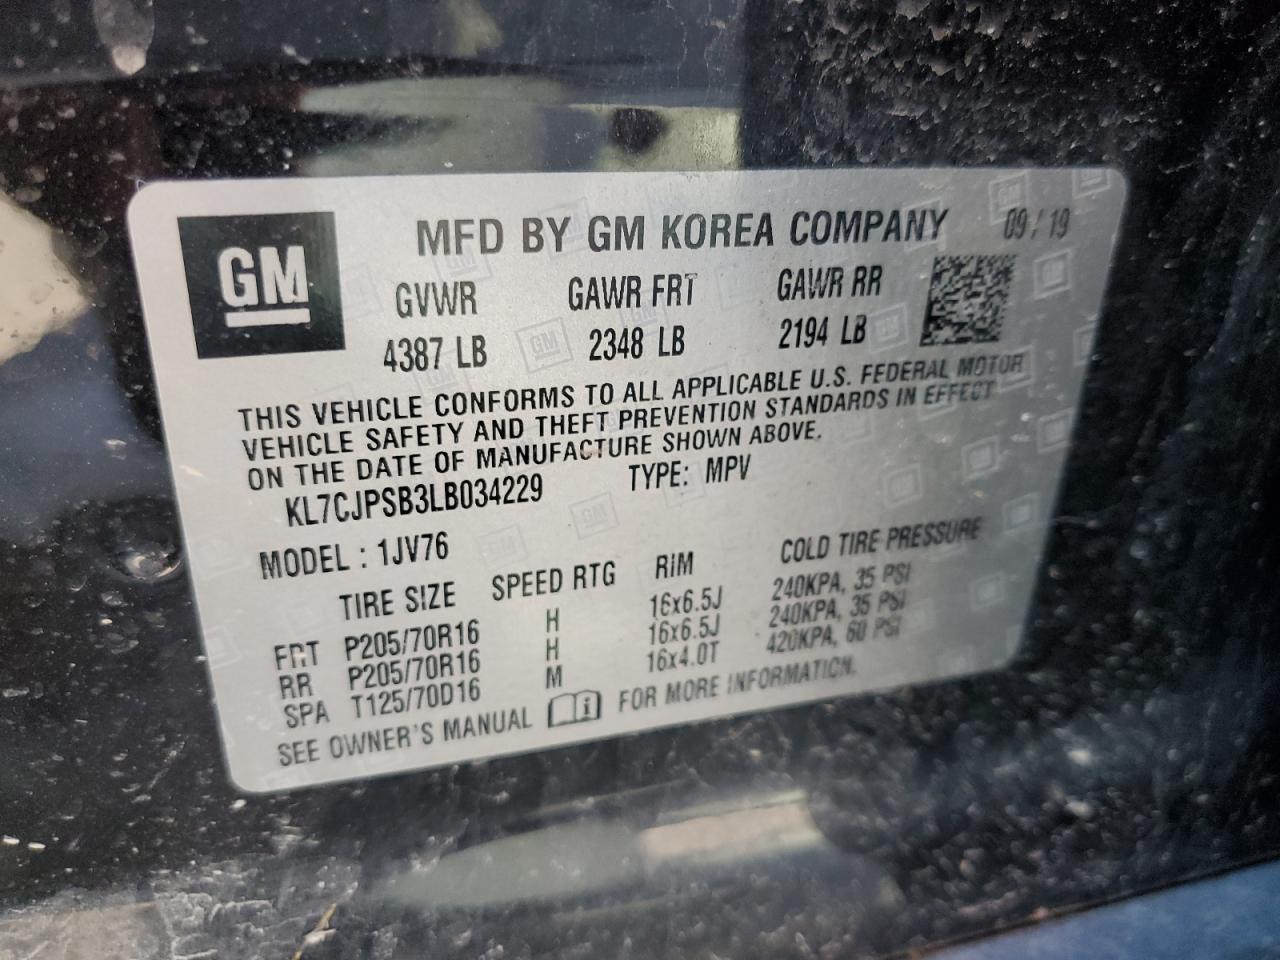 GM
MFD BY GM KOREA COMPANY 09/19
GVWR GAWR FRT GAWR RR
4387 LB 2348 LB 2194 LB
THIS VEHICLE CONFORMS TO ALL APPLICABLE U.S. FEDERAL MOTOR
VEHICLE SAFETY AND THEFT PREVENTION STANDARDS IN EFFECT
ON THE DATE OF MANUFACTURE SHOWN ABOVE.
KL7CJPSB3LB034229 TYPE: MPV
MODEL : 1JV76
TIRE SIZE SPEED RTG RIM COLD TIRE PRESSURE
FRT P205/70R16 H 16x6.5J 240KPA, 35 PSI
RR P205/70R16 H 16x6.5J 240KPA, 35 PSI
SPA T125/70D16 M 16x4.0T 420KPA, 60 PSI
SEE OWNER'S MANUAL i FOR MORE INFORMATION.